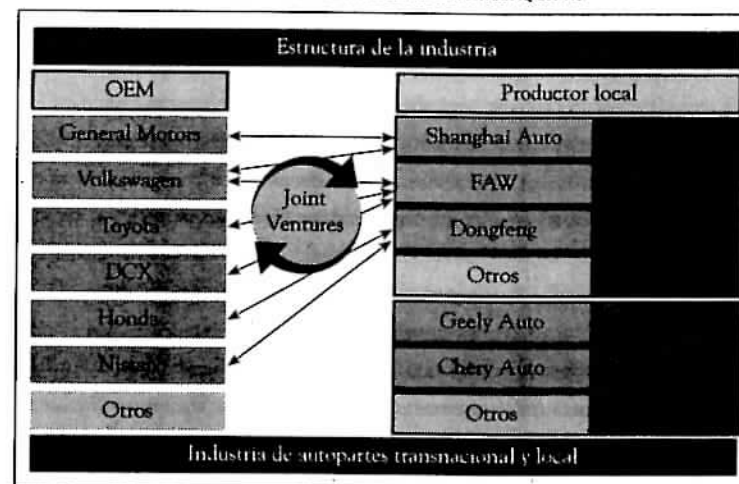 Estructura de la industria
OEM
Productor local
General Motors
Shanghai Auto
Volkswagen
FAW
Joint
Ventures
Toyota
Dongfeng
DCX
Otros
Honda
Geely Auto
Nissan
Chery Auto
Otros
Otros
Industria de autopartes transnacional y local